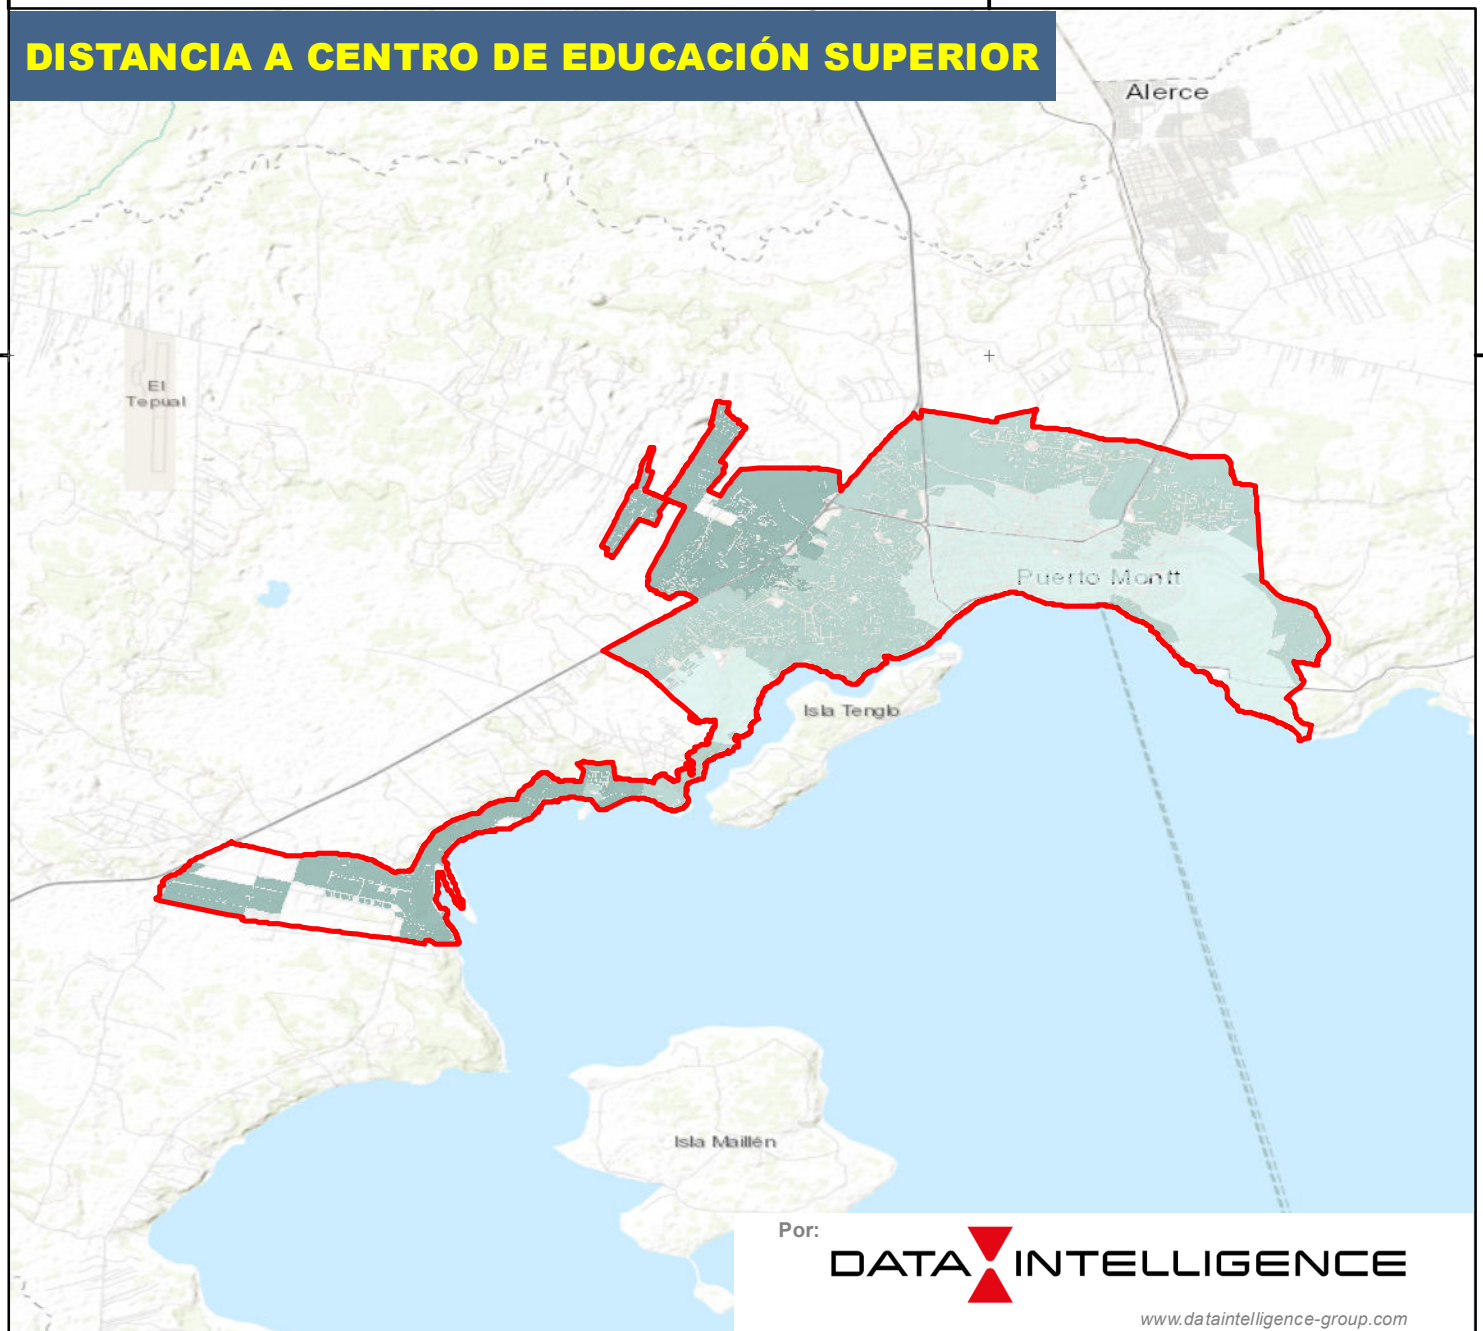 DISTANCIA A CENTRO DE EDUCACIÓN SUPERIOR
Alerce
El
Tepual
Puerto Montt
Isla Tenglo
Isla Maillén
Por:
DATA INTELLIGENCE
www.dataintelligence-group.com